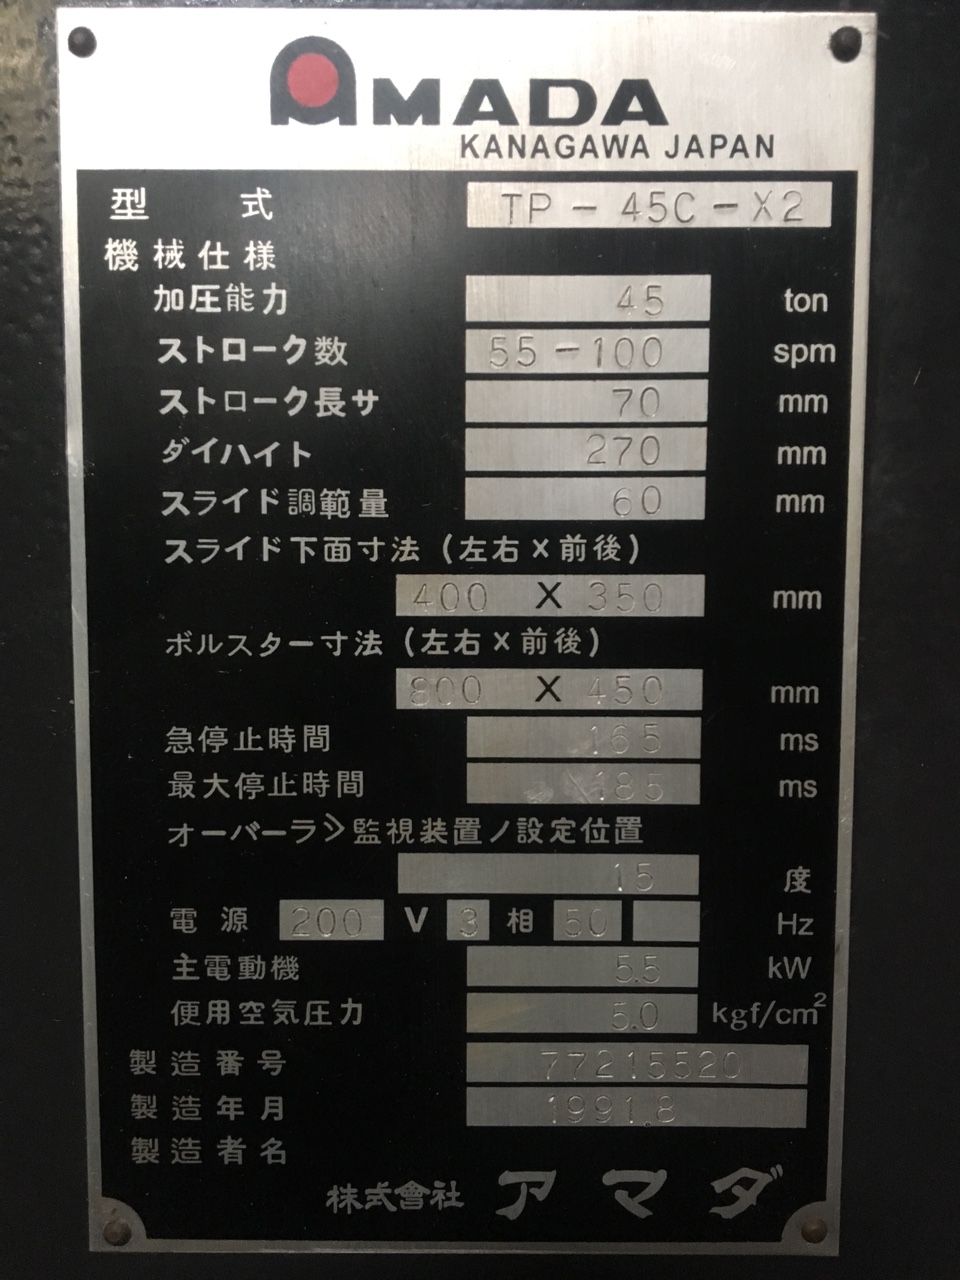 AMADA
KANAGAWA JAPAN
型 式 TP-45C-X2
機械仕様
加圧能力 45 ton
ストローク数 55-100 spm
ストローク長サ 70 mm
ダイハイト 270 mm
スライド調範量 60 mm
スライド下面寸法(左右×前後)
400 X 350 mm
ボルスター寸法(左右×前後)
800 X 450 mm
急停止時間 165 ms
最大停止時間 185 ms
オーバーラン監視装置ノ設定位置
15 度
電源 200 V 3 相 50 Hz
主電動機 5.5 kW
使用空気圧力 5.0 kgf/cm²
製造番号 77215520
製造年月 1991.8
製造者名
株式會社 アマダ